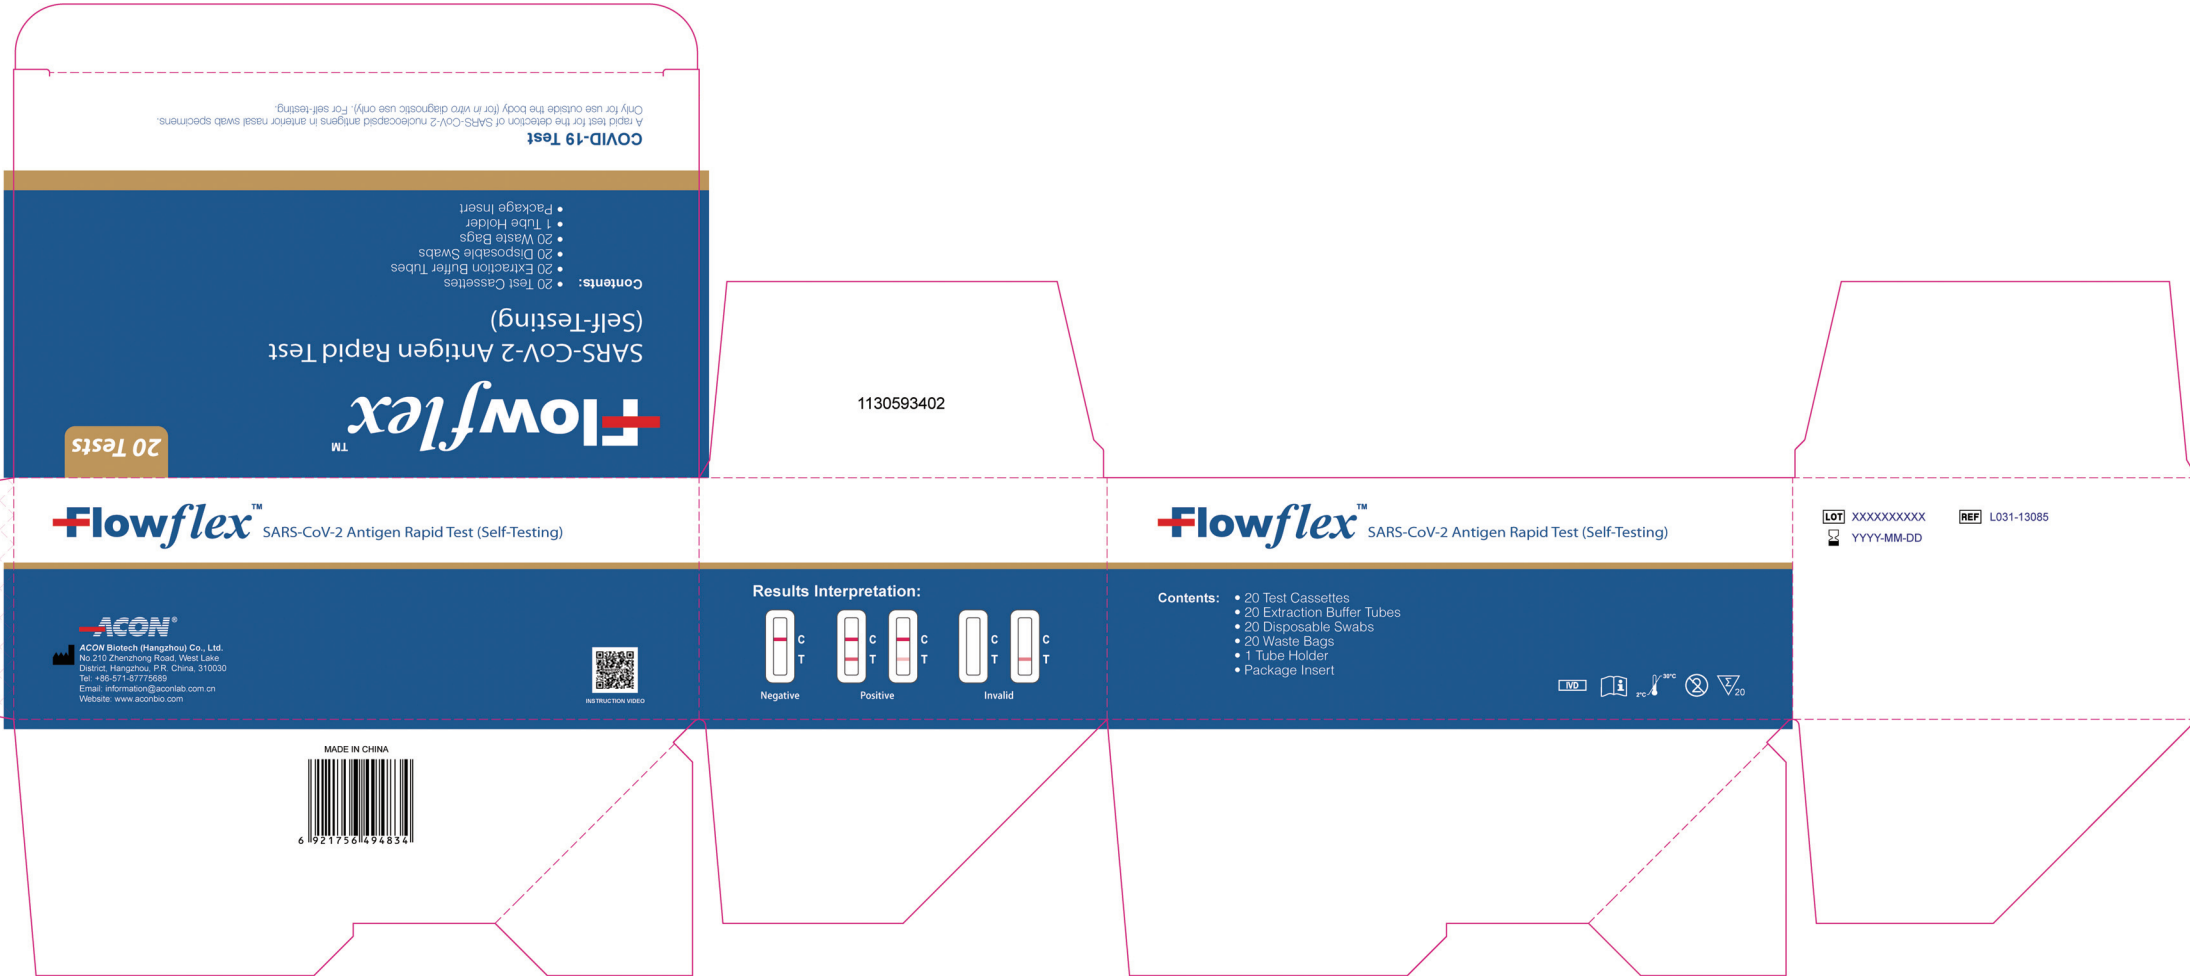 Only for use outside the body (for in vitro diagnostic use only). For self-testing.
A rapid test for the detection of SARS-CoV-2 nucleocapsid antigens in anterior nasal swab specimens.
COVID-19 Test
Contents:
• 20 Test Cassettes
• 20 Extraction Buffer Tubes
• 20 Disposable Swabs
• 20 Waste Bags
• 1 Tube Holder
• Package Insert
SARS-CoV-2 Antigen Rapid Test
(Self-Testing)
Flowflex™
20 Tests
1130593402
Flowflex™ SARS-CoV-2 Antigen Rapid Test (Self-Testing)
ACON®
ACON Biotech (Hangzhou) Co., Ltd.
No.210 Zhenzhong Road, West Lake
District, Hangzhou, P.R. China, 310030
Tel: +86-571-87775689
Email: information@aconlab.com.cn
Website: www.aconbio.com
INSTRUCTION VIDEO
Results Interpretation:
C C C C C
T T T T T
Negative Positive Invalid
Flowflex™ SARS-CoV-2 Antigen Rapid Test (Self-Testing)
Contents:
• 20 Test Cassettes
• 20 Extraction Buffer Tubes
• 20 Disposable Swabs
• 20 Waste Bags
• 1 Tube Holder
• Package Insert
IVD i 2°C 30°C 2 Σ 20
LOT XXXXXXXXXX REF L031-13085
YYYY-MM-DD
MADE IN CHINA
6 921756 494834